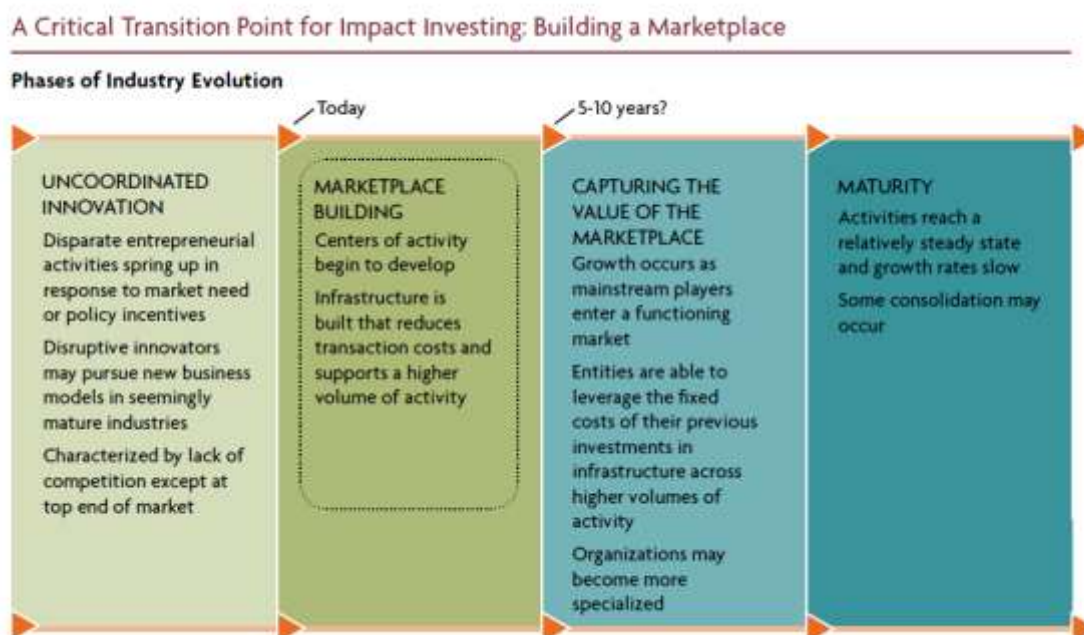 A Critical Transition Point for Impact Investing: Building a Marketplace
Phases of Industry Evolution
Today
5-10 years?
UNCOORDINATED
INNOVATION
Disparate entrepreneurial
activities spring up in
response to market need
or policy incentives
Disruptive innovators
may pursue new business
models in seemingly
mature industries
Characterized by lack of
competition except at
top end of market
MARKETPLACE
BUILDING
Centers of activity
begin to develop
Infrastructure is
built that reduces
transaction costs and
supports a higher
volume of activity
CAPTURING THE
VALUE OF THE
MARKETPLACE
Growth occurs as
mainstream players
enter a functioning
market
Entities are able to
leverage the fixed
costs of their previous
investments in
infrastructure across
higher volumes of
activity
Organizations may
become more
specialized
MATURITY
Activities reach a
relatively steady state
and growth rates slow
Some consolidation may
occur